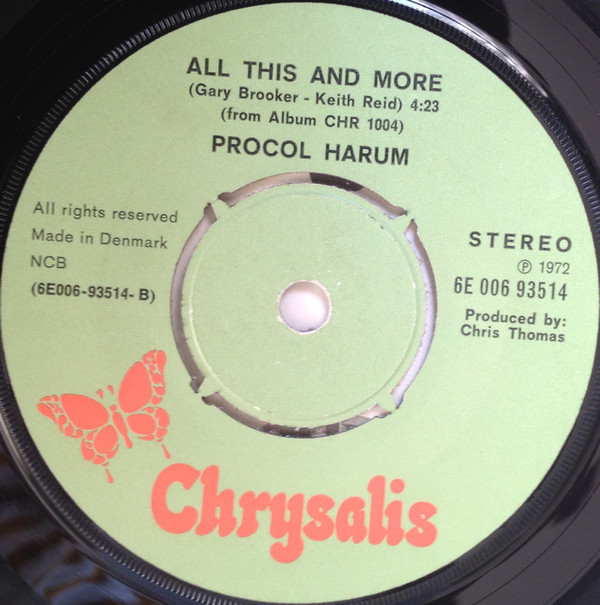 ALL THIS AND MORE
(Gary Brooker - Keith Reid) 4:23
(from Album CHR 1004)
PROCOL HARUM
All rights reserved
Made in Denmark
NCB
(6E006-93514- B)
STEREO
Ⓟ 1972
6E 006 93514
Produced by:
Chris Thomas
Chrysalis